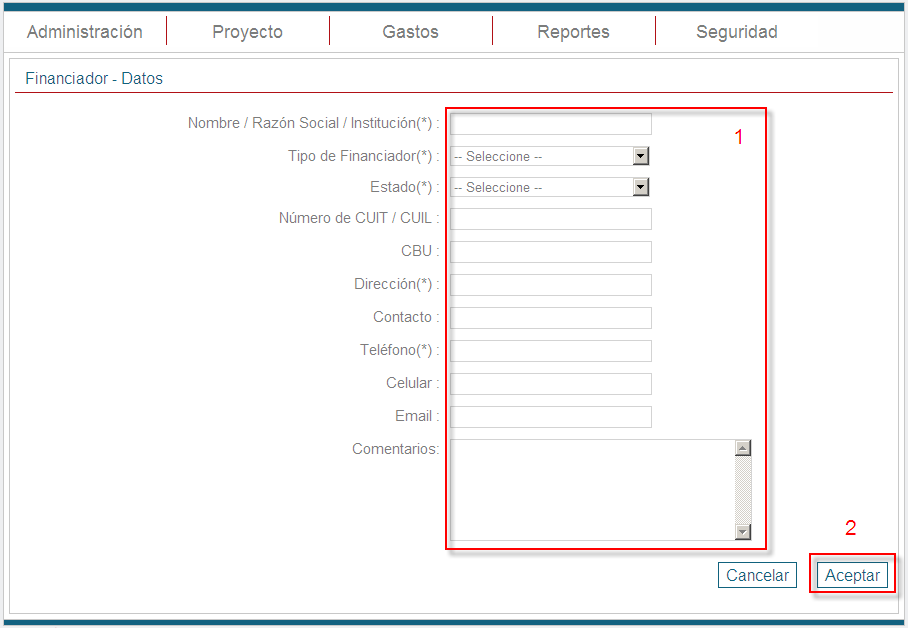 Administración Proyecto Gastos Reportes Seguridad
Financiador - Datos
Nombre / Razón Social / Institución(*) :
1
Tipo de Financiador(*) : -- Seleccione --
Estado(*) : -- Seleccione --
Número de CUIT / CUIL :
CBU :
Dirección(*) :
Contacto :
Teléfono(*) :
Celular :
Email :
Comentarios:
2
Cancelar Aceptar